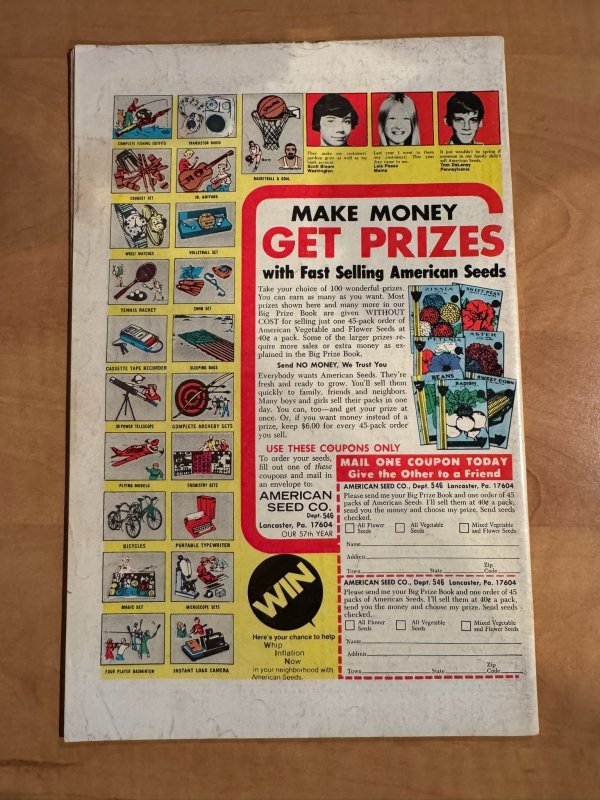 COMPLETE FISHING OUTFITS
TRANSISTOR RADIO
BASKETBALL & GOAL
CROQUET SET
JR. GUITARS
WRIST WATCHES
VOLLEYBALL SET
TENNIS RACKET
SWIM SET
CASSETTE TAPE RECORDER
SLEEPING BAGS
30-POWER TELESCOPE
COMPLETE ARCHERY SETS
FLYING MODELS
CHEMISTRY SETS
BICYCLES
PORTABLE TYPEWRITER
MAGIC SET
MICROSCOPE SETS
FOUR PLAYER BADMINTON
INSTANT LOAD CAMERA
They make our customers'
gardens grow as well as my
bank account.
Scott Bloom
Washington
Last year I went to them
(my customers). This year
they came to me.
Lois Pease
Maine
It just wouldn't be spring if
someone in our family didn't
sell American Seeds.
Tom DeLaney
Pennsylvania
MAKE MONEY
GET PRIZES
with Fast Selling American Seeds
Take your choice of 100 wonderful prizes.
You can earn as many as you want. Most
prizes shown here and many more in our
Big Prize Book are given WITHOUT
COST for selling just one 45-pack order of
American Vegetable and Flower Seeds at
40¢ a pack. Some of the larger prizes re-
quire more sales or extra money as ex-
plained in the Big Prize Book.
Send NO MONEY, We Trust You
Everybody wants American Seeds. They're
fresh and ready to grow. You'll sell them
quickly to family, friends and neighbors.
Many boys and girls sell their packs in one
day. You can, too—and get your prize at
once. Or, if you want money instead of a
prize, keep $6.00 for every 45-pack order
you sell.
ZINNIA
SWEET PEAS
PETUNIA
ASTER
BEANS
RADISH
SWEET CORN
USE THESE COUPONS ONLY
To order your seeds,
fill out one of these
coupons and mail in
an envelope to:
AMERICAN
SEED CO.
Dept. 546
Lancaster, Pa. 17604
OUR 57th YEAR
MAIL ONE COUPON TODAY
Give the Other to a Friend
AMERICAN SEED CO., Dept. 546 Lancaster, Pa. 17604
Please send me your Big Prize Book and one order of 45
packs of American Seeds. I'll sell them at 40¢ a pack,
send you the money and choose my prize. Send seeds
checked.
All Flower
Seeds
All Vegetable
Seeds
Mixed Vegetable
and Flower Seeds
Name
Address
Town State Zip
Code
AMERICAN SEED CO., Dept. 546 Lancaster, Pa. 17604
Please send me your Big Prize Book and one order of 45
packs of American Seeds. I'll sell them at 40¢ a pack,
send you the money and choose my prize. Send seeds
checked.
All Flower
Seeds
All Vegetable
Seeds
Mixed Vegetable
and Flower Seeds
Name
Address
Town State Zip
Code
WIN
Here's your chance to help
Whip
Inflation
Now
in your neighborhood with
American Seeds.